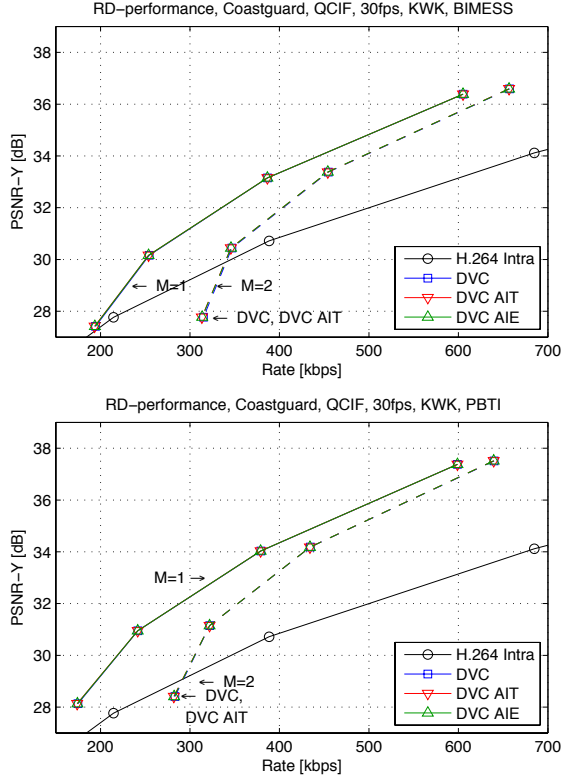 RD−performance, Coastguard, QCIF, 30fps, KWK, BIMESS
PSNR−Y [dB]
38
36
34
32
30
28
M=1
M=2
DVC, DVC AIT
H.264 Intra
DVC
DVC AIT
DVC AIE
200 300 400 500 600 700
Rate [kbps]
RD−performance, Coastguard, QCIF, 30fps, KWK, PBTI
PSNR−Y [dB]
38
36
34
32
30
28
M=1
M=2
DVC,
DVC AIT
H.264 Intra
DVC
DVC AIT
DVC AIE
200 300 400 500 600 700
Rate [kbps]